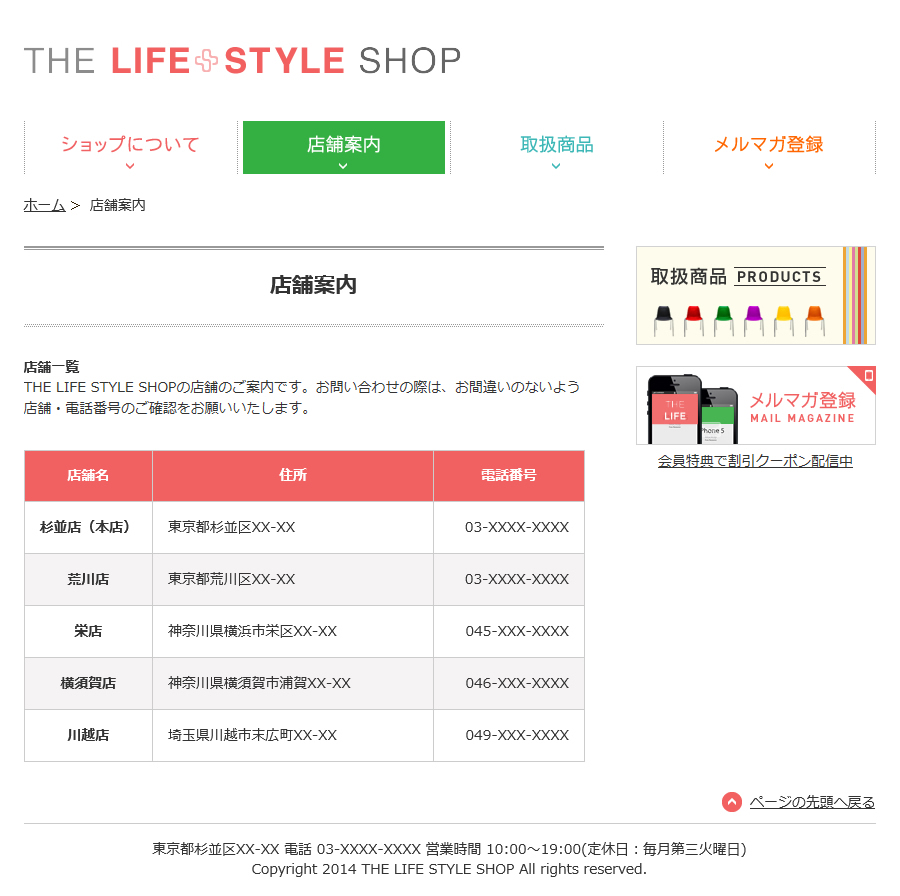 THE LIFE STYLE SHOP
ショップについて
店舗案内
取扱商品
メルマガ登録
ホーム > 店舗案内
店舗案内
店舗一覧
THE LIFE STYLE SHOPの店舗のご案内です。お問い合わせの際は、お間違いのないよう
店舗・電話番号のご確認をお願いいたします。
店舗名 住所 電話番号
杉並店（本店） 東京都杉並区XX-XX 03-XXXX-XXXX
荒川店 東京都荒川区XX-XX 03-XXXX-XXXX
栄店 神奈川県横浜市栄区XX-XX 045-XXX-XXXX
横須賀店 神奈川県横須賀市浦賀XX-XX 046-XXX-XXXX
川越店 埼玉県川越市末広町XX-XX 049-XXX-XXXX
取扱商品 PRODUCTS
THE
LIFE
iPhone 5
メルマガ登録
MAIL MAGAZINE
会員特典で割引クーポン配信中
ページの先頭へ戻る
東京都杉並区XX-XX 電話 03-XXXX-XXXX 営業時間 10:00～19:00(定休日：毎月第三火曜日)
Copyright 2014 THE LIFE STYLE SHOP All rights reserved.